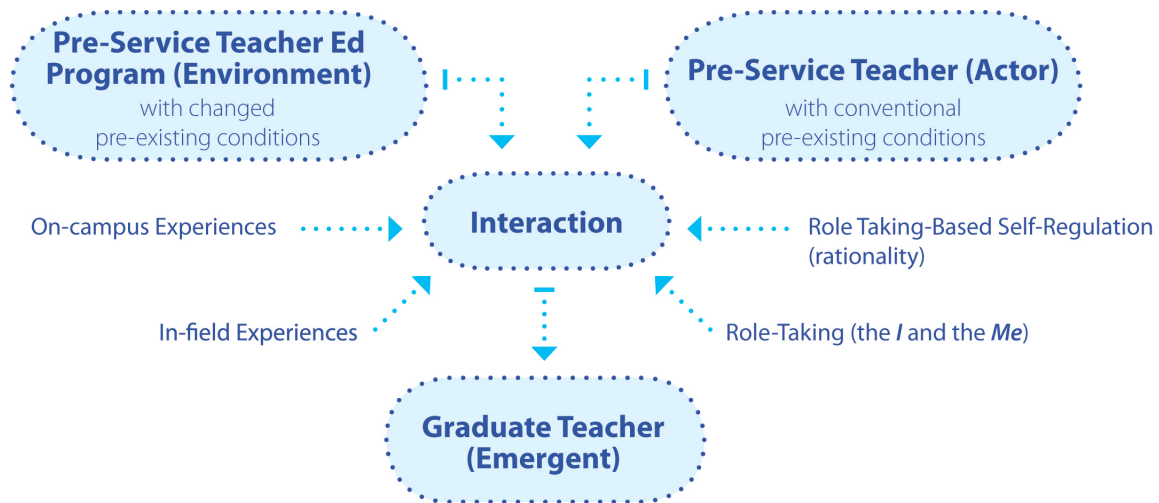 Pre-Service Teacher Ed
Program (Environment)
with changed
pre-existing conditions
Pre-Service Teacher (Actor)
with conventional
pre-existing conditions
Interaction
On-campus Experiences
Role Taking-Based Self-Regulation
(rationality)
In-field Experiences
Role-Taking (the I and the Me)
Graduate Teacher
(Emergent)